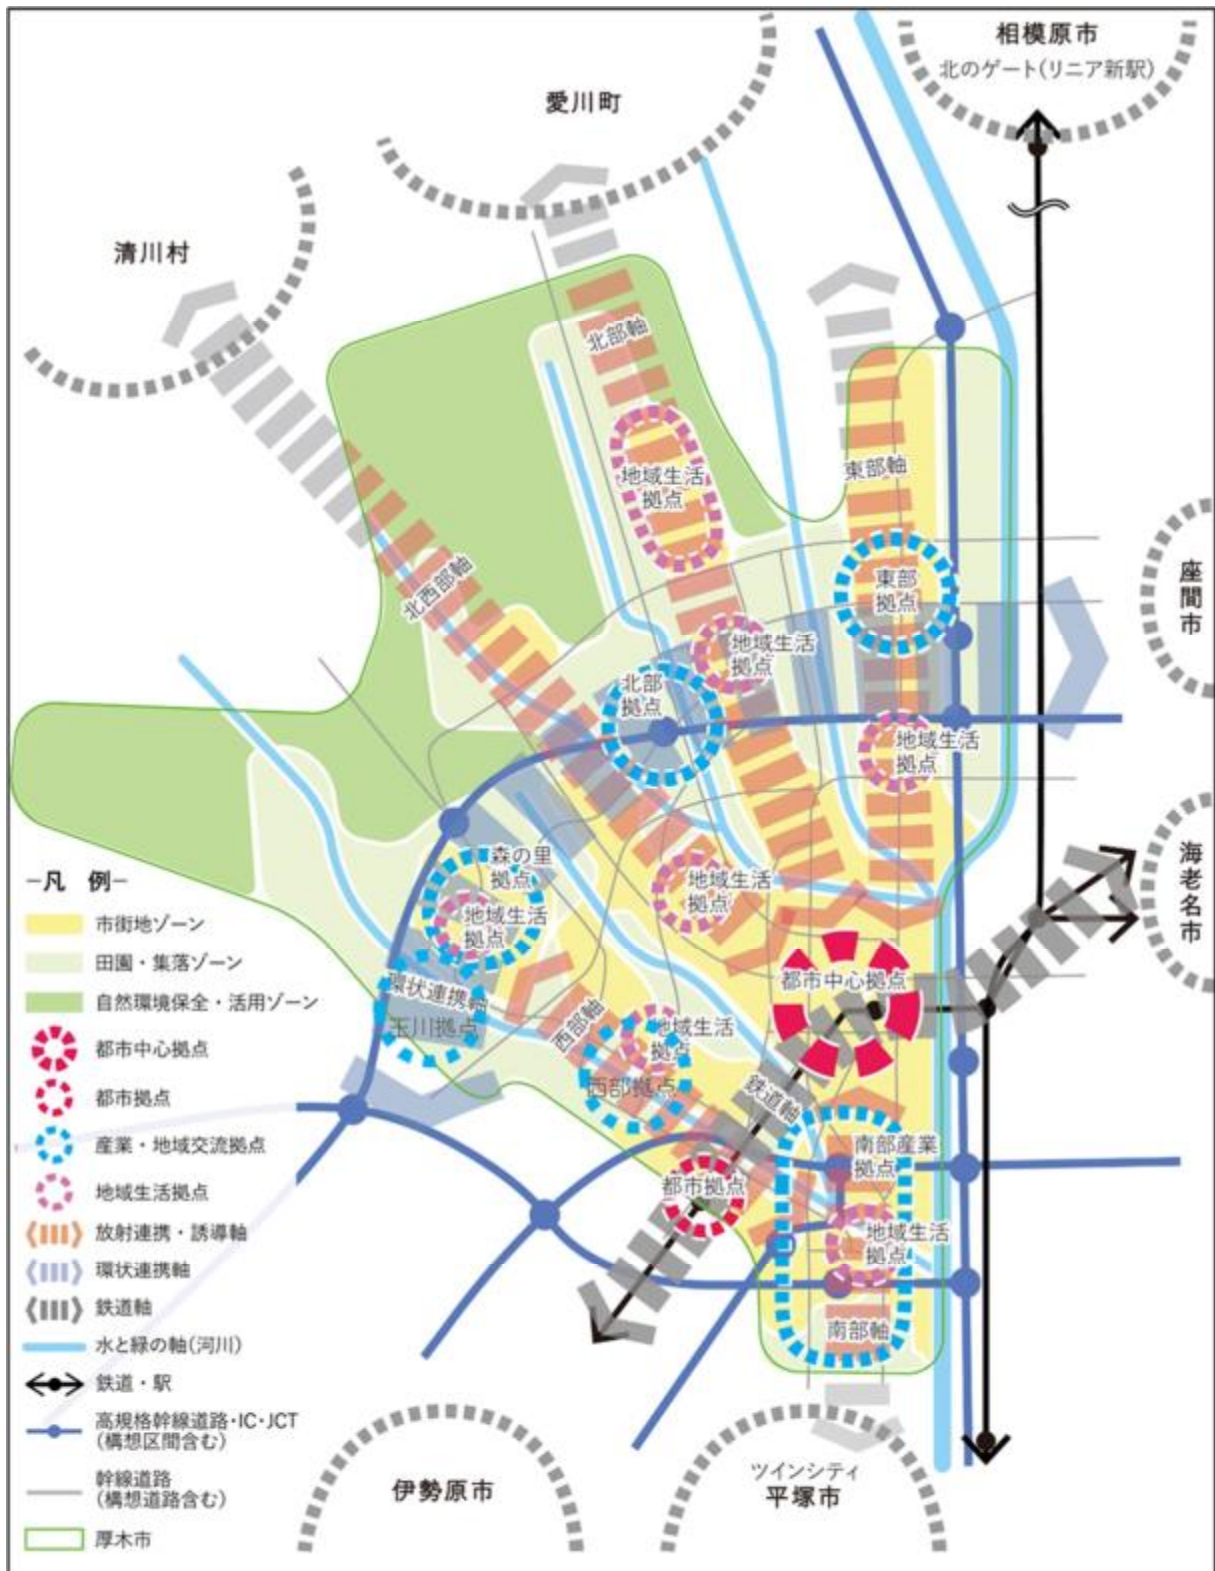 相模原市
北のゲート(リニア新駅)
愛川町
清川村
北部軸
地域生活
拠点
東部軸
北西部軸
東部
拠点
座間市
地域生活
拠点
北部
拠点
地域生活
拠点
海老名市
森の里
拠点
地域生活
拠点
地域生活
拠点
都市中心拠点
環状連携軸
玉川拠点
西部軸
地域生活
拠点
西部拠点
鉄道軸
南部産業
拠点
都市拠点
地域生活
拠点
南部軸
伊勢原市
ツインシティ
平塚市
－凡 例－
市街地ゾーン
田園・集落ゾーン
自然環境保全・活用ゾーン
都市中心拠点
都市拠点
産業・地域交流拠点
地域生活拠点
放射連携・誘導軸
環状連携軸
鉄道軸
水と緑の軸(河川)
鉄道・駅
高規格幹線道路・IC・JCT
(構想区間含む)
幹線道路
(構想道路含む)
厚木市